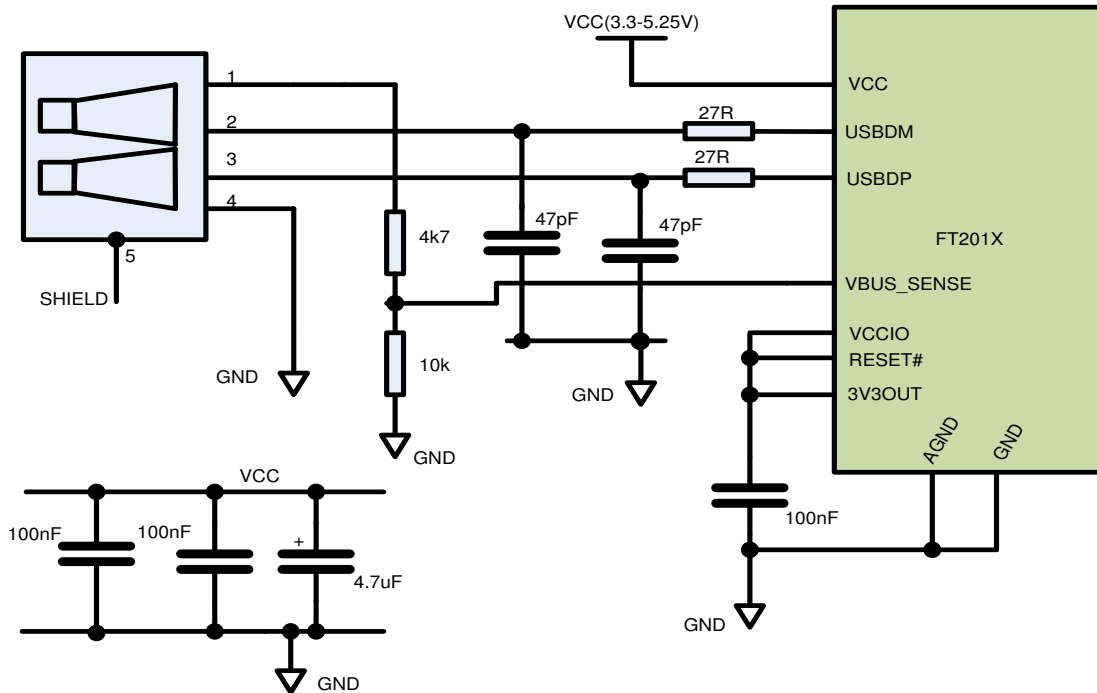 VCC(3.3-5.25V)
1
VCC
27R
2
USBDM
27R
3
USBDP
4
47pF
47pF
4k7
FT201X
5
SHIELD
VBUS_SENSE
VCCIO
RESET#
10k
GND
GND
3V3OUT
AGND
GND
GND
VCC
100nF
100nF
100nF
+
4.7uF
GND
GND